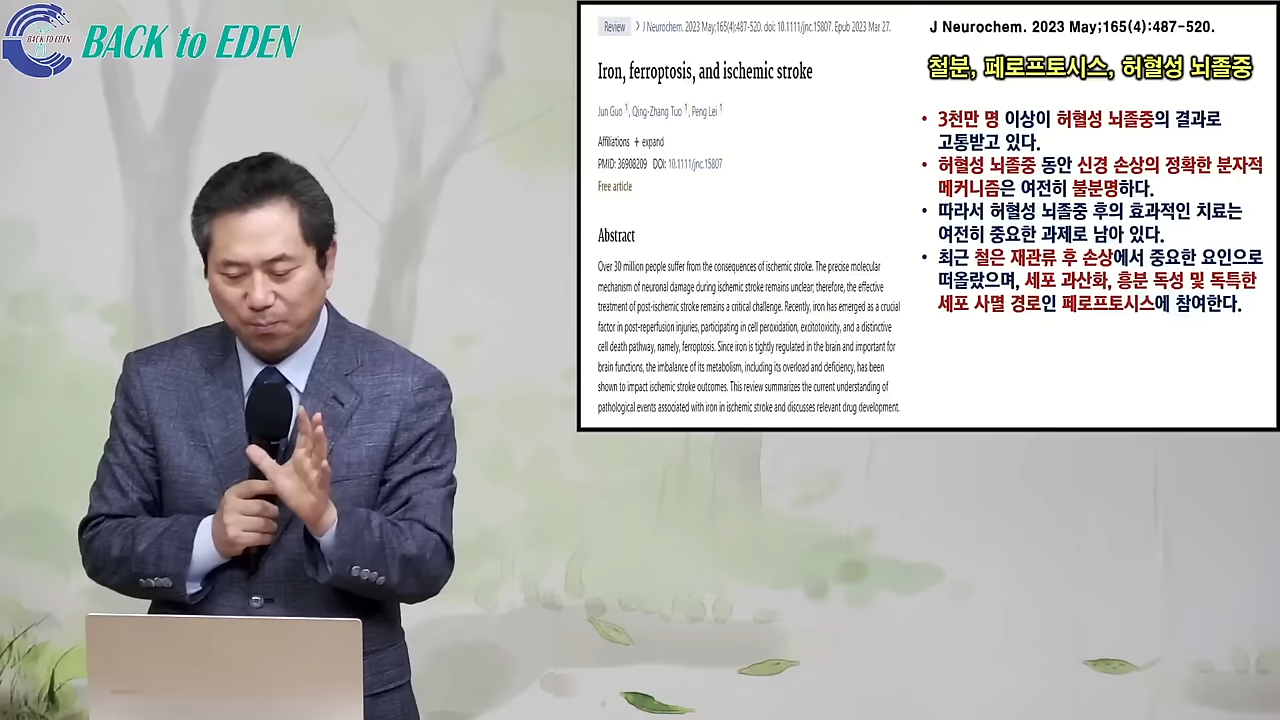 BACK TO EDEN
BACK to EDEN
Review > J Neurochem. 2023 May;165(4):487-520. doi: 10.1111/jnc.15807. Epub 2023 Mar 27.
Iron, ferroptosis, and ischemic stroke
Jun Guo 1, Qing-Zhang Tuo 1, Peng Lei 1
Affiliations + expand
PMID: 36908209 DOI: 10.1111/jnc.15807
Free article
Abstract
Over 30 million people suffer from the consequences of ischemic stroke. The precise molecular
mechanism of neuronal damage during ischemic stroke remains unclear; therefore, the effective
treatment of post-ischemic stroke remains a critical challenge. Recently, iron has emerged as a crucial
factor in post-reperfusion injuries, participating in cell peroxidation, excitotoxicity, and a distinctive
cell death pathway, namely, ferroptosis. Since iron is tightly regulated in the brain and important for
brain functions, the imbalance of its metabolism, including its overload and deficiency, has been
shown to impact ischemic stroke outcomes. This review summarizes the current understanding of
pathological events associated with iron in ischemic stroke and discusses relevant drug development.
J Neurochem. 2023 May;165(4):487-520.
철분, 페로프토시스, 허혈성 뇌졸중
• 3천만 명 이상이 허혈성 뇌졸중의 결과로
고통받고 있다.
• 허혈성 뇌졸중 동안 신경 손상의 정확한 분자적
메커니즘은 여전히 불분명하다.
• 따라서 허혈성 뇌졸중 후의 효과적인 치료는
여전히 중요한 과제로 남아 있다.
• 최근 철은 재관류 후 손상에서 중요한 요인으로
떠올랐으며, 세포 과산화, 흥분 독성 및 독특한
세포 사멸 경로인 페로프토시스에 참여한다.